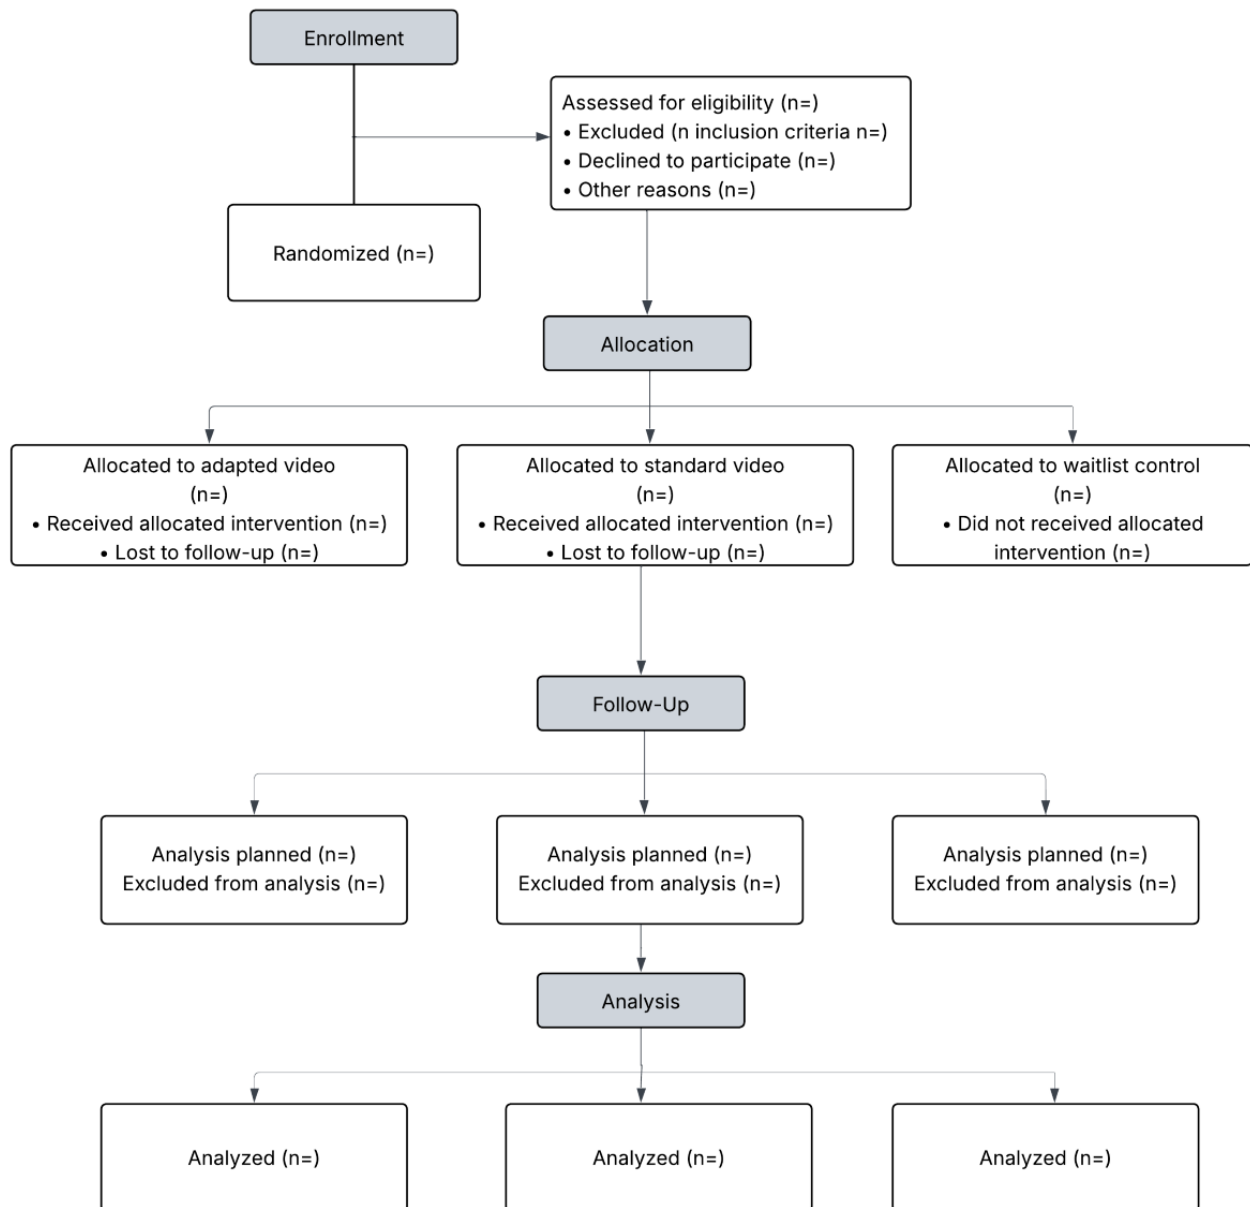 Enrollment
Assessed for eligibility (n=)
• Excluded (n inclusion criteria n=)
• Declined to participate (n=)
• Other reasons (n=)
Randomized (n=)
Allocation
Allocated to adapted video
(n=)
• Received allocated intervention (n=)
• Lost to follow-up (n=)
Allocated to standard video
(n=)
• Received allocated intervention (n=)
• Lost to follow-up (n=)
Allocated to waitlist control
(n=)
• Did not received allocated
intervention (n=)
Follow-Up
Analysis planned (n=)
Excluded from analysis (n=)
Analysis planned (n=)
Excluded from analysis (n=)
Analysis planned (n=)
Excluded from analysis (n=)
Analysis
Analyzed (n=)
Analyzed (n=)
Analyzed (n=)